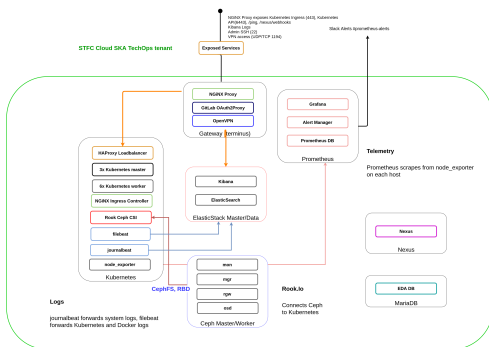 NGINX Proxy exposes Kubernetes Ingress (443), Kubernetes
API(6443), /ping, /nexus/webhooks
Kibana Logs
Admin SSH (22)
VPN access (UDP/TCP 1194)
Slack Alerts #prometheus-alerts
STFC Cloud SKA TechOps tenant
Exposed Services
NGINX Proxy
GitLab OAuth2Proxy
OpenVPN
Gateway (terminus)
Grafana
Alert Manager
Prometheus DB
Prometheus
Telemetry
Prometheus scrapes from node_exporter
on each host
HAProxy Loadbalancer
3x Kubernetes master
6x Kubernetes worker
NGINX Ingress Controller
Rook Ceph CSI
filebeat
journalbeat
node_exporter
Kubernetes
Kibana
ElasticSearch
ElasticStack Master/Data
Nexus
Nexus
mon
mgr
rgw
osd
Ceph Master/Worker
CephFS, RBD
Rook.Io
Connects Ceph
to Kubernetes
EDA DB
MariaDB
Logs
journalbeat forwards system logs, filebeat
forwards Kubernetes and Docker logs